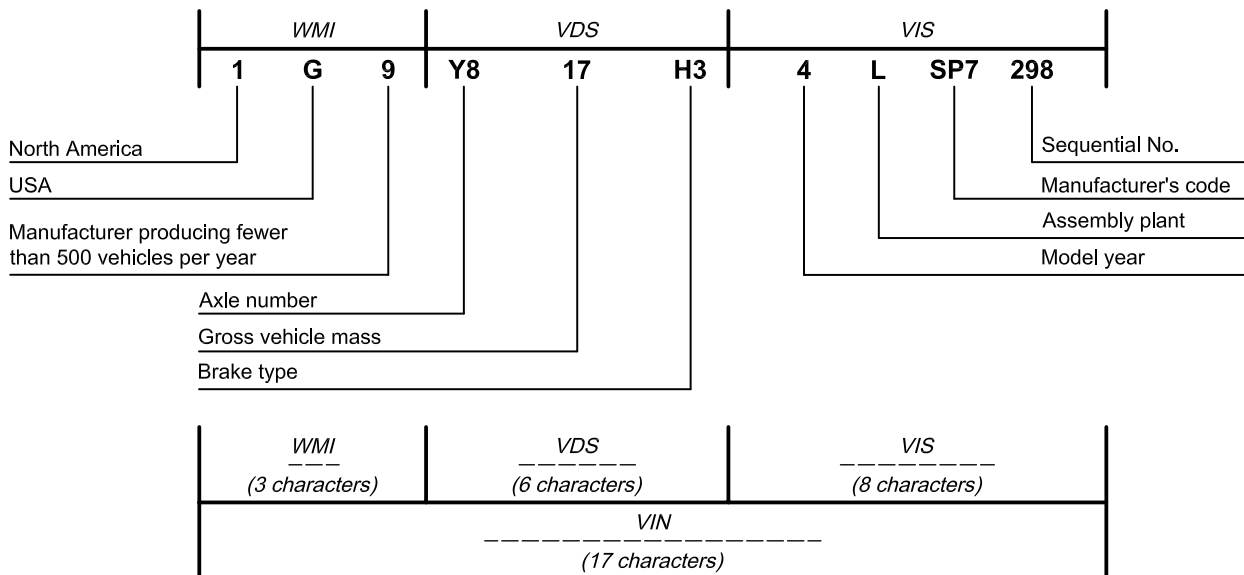 WMI VDS VIS
1 G 9 Y8 17 H3 4 L SP7 298
North America
USA
Manufacturer producing fewer
than 500 vehicles per year
Axle number
Gross vehicle mass
Brake type
Sequential No.
Manufacturer's code
Assembly plant
Model year
WMI VDS VIS
(3 characters) (6 characters) (8 characters)
VIN
(17 characters)